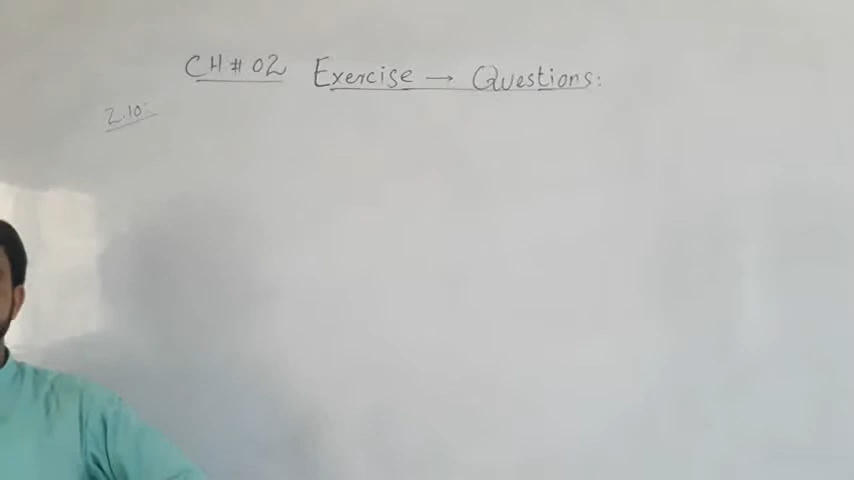 CH # 02 Exercise → Questions:
2.10: